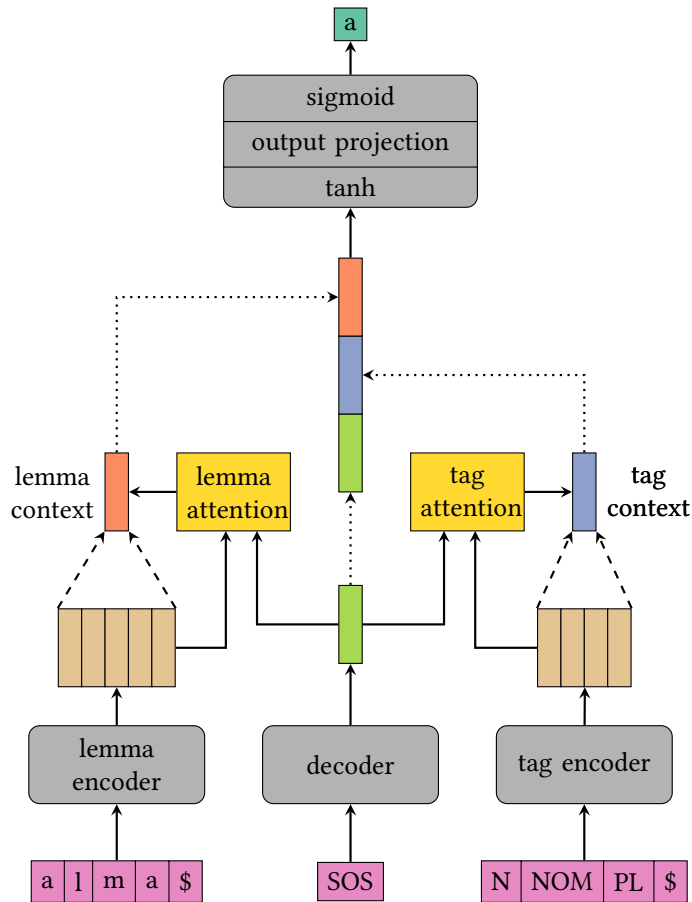 a
sigmoid
output projection
tanh
lemma
context
lemma
attention
tag
attention
tag
context
lemma
encoder
decoder
tag encoder
a l m a $
SOS
N NOM PL $